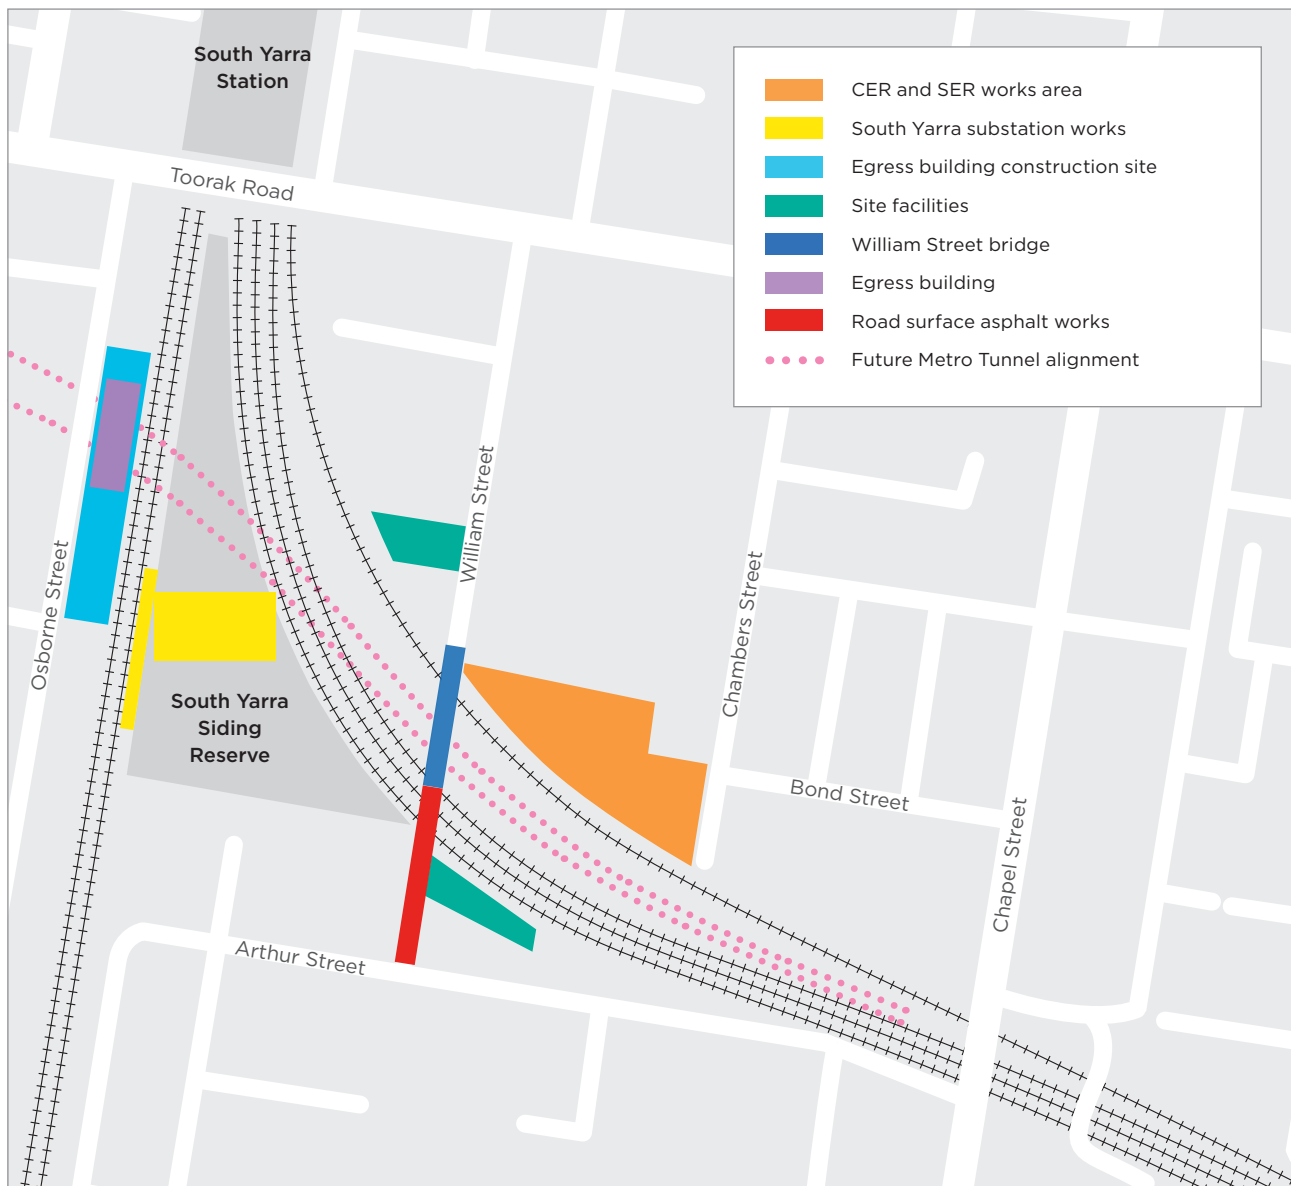 South Yarra
Station
Toorak Road
CER and SER works area
South Yarra substation works
Egress building construction site
Site facilities
William Street bridge
Egress building
Road surface asphalt works
Future Metro Tunnel alignment
William Street
Osborne Street
Chambers Street
South Yarra
Siding
Reserve
Bond Street
Chapel Street
Arthur Street